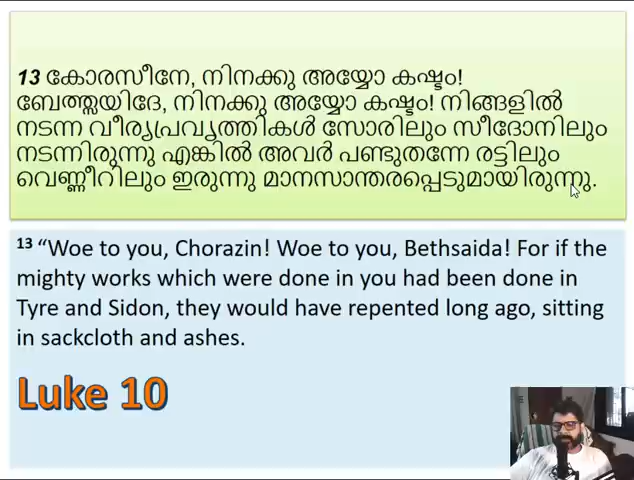 13 കോരസീനേ, നിനക്കു അയ്യോ കഷ്ടം!
ബേത്ത്സയിദേ, നിനക്കു അയ്യോ കഷ്ടം! നിങ്ങളിൽ
നടന്ന വീര്യപ്രവൃത്തികൾ സോരിലും സീദോനിലും
നടന്നിരുന്നു എങ്കിൽ അവർ പണ്ടുതന്നേ രട്ടിലും
വെണ്ണീറിലും ഇരുന്നു മാനസാന്തരപ്പെടുമായിരുന്നു.
13 “Woe to you, Chorazin! Woe to you, Bethsaida! For if the
mighty works which were done in you had been done in
Tyre and Sidon, they would have repented long ago, sitting
in sackcloth and ashes.
Luke 10